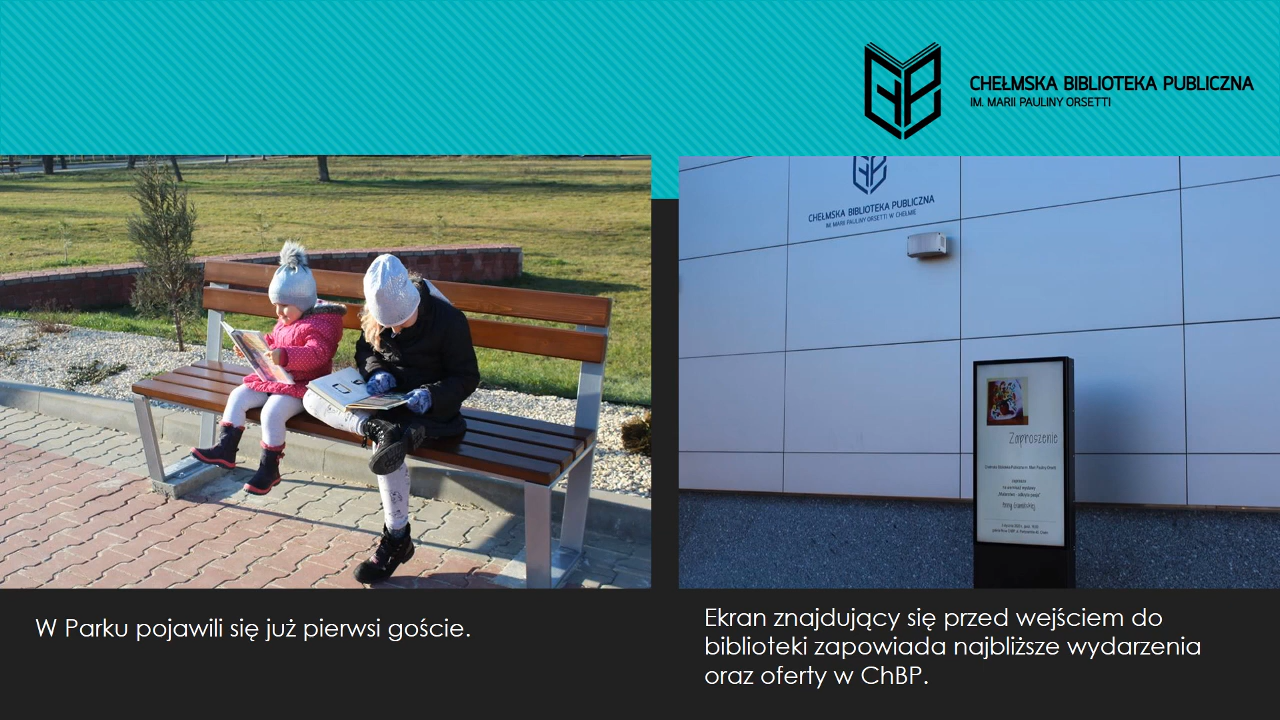 CHEŁMSKA BIBLIOTEKA PUBLICZNA
IM. MARII PAULINY ORSETTI
CHEŁMSKA BIBLIOTEKA PUBLICZNA
IM. MARII PAULINY ORSETTI W CHEŁMIE
Zaproszenie
W Parku pojawili się już pierwsi goście.
Ekran znajdujący się przed wejściem do
biblioteki zapowiada najbliższe wydarzenia
oraz oferty w ChBP.